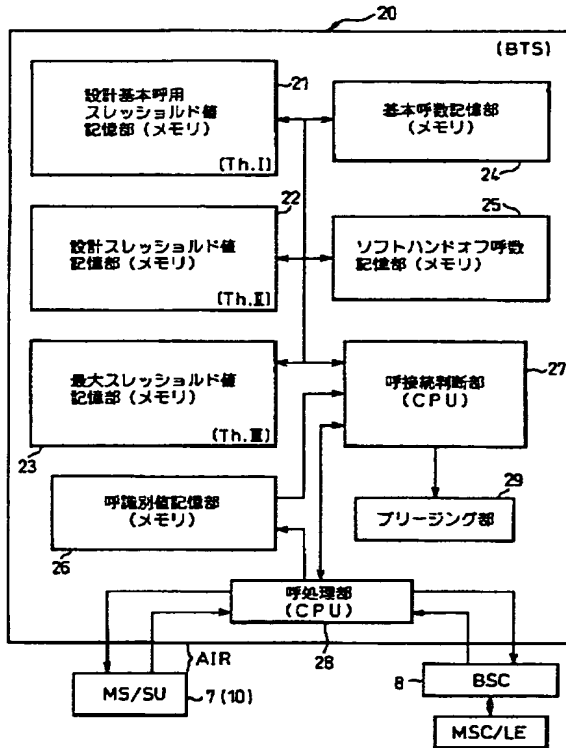 20
(BTS)
設計基本呼用
スレッショルド値
記憶部(メモリ)
(Th.I)
21
基本呼数記憶部
(メモリ)
24
設計スレッショルド値
記憶部(メモリ)
(Th.II)
22
ソフトハンドオフ呼数
記憶部(メモリ)
25
最大スレッショルド値
記憶部(メモリ)
(Th.III)
23
呼接続判断部
(CPU)
27
呼識別値記憶部
(メモリ)
26
ブリージング部
29
呼処理部
(CPU)
28
AIR
MS/SU
7(10)
8
BSC
MSC/LE